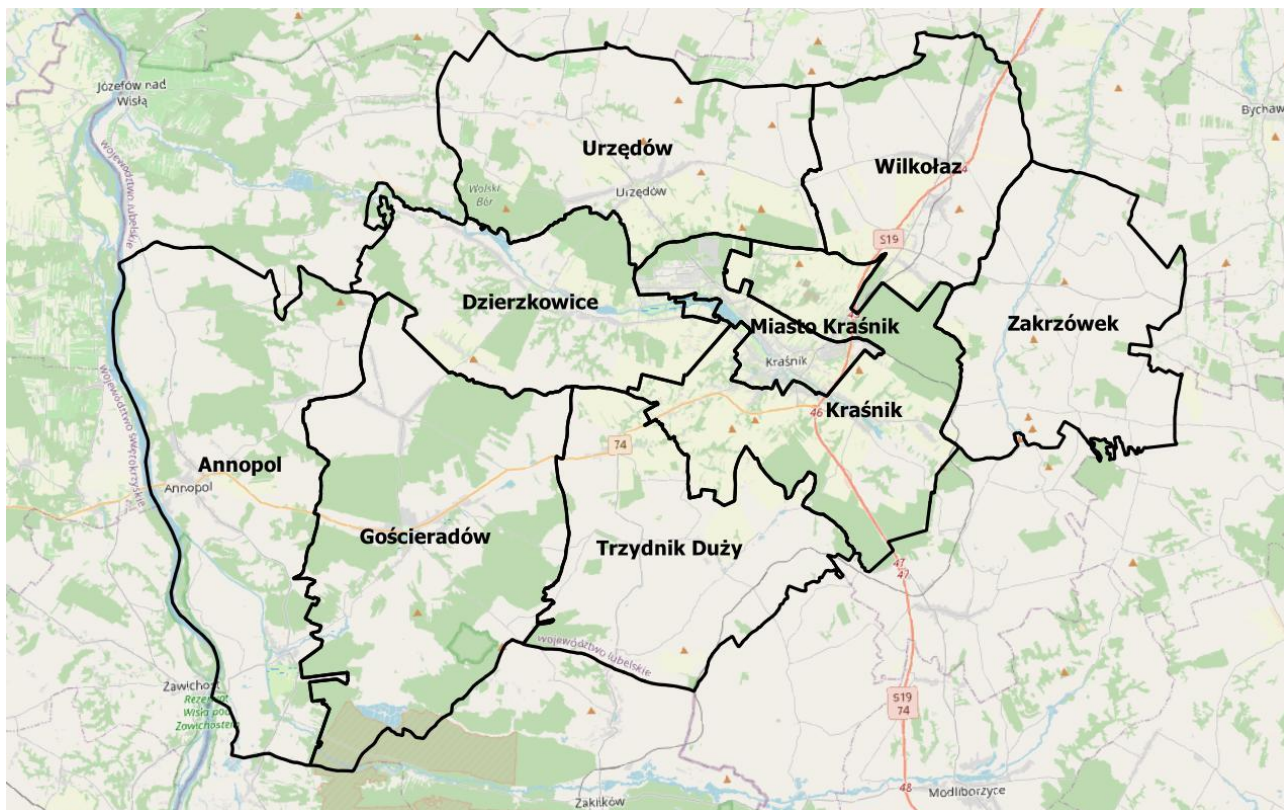 Józefów nad
Wisłą
Bychaw
Urzędów
Wilkołaz
Wolski
Bór
Urzędów
województwo lubelskie
S19
Dzierzkowice
Miasto Kraśnik
Zakrzówek
Kraśnik
Kraśnik
46
74
województwo świętokrzyskie
Annopol
Annopol
Gościeradów
Trzydnik Duży
47
47
województwo lubelskie
Zawichost
Rezerwat
Wisła pod
Zawichostem
S19
74
48
Modliborzyce
Zaklików